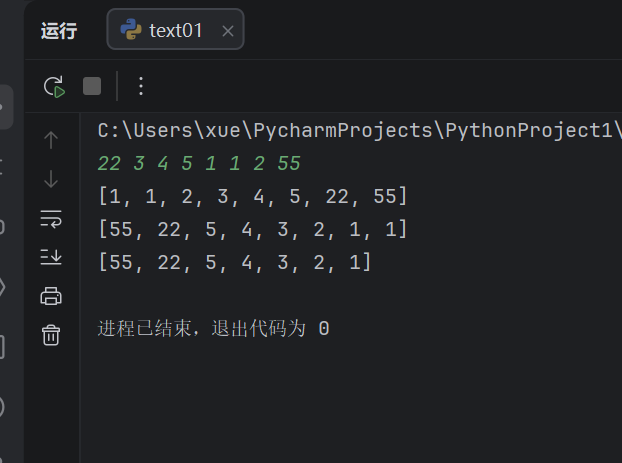 运行 text01
C:\Users\xue\PycharmProjects\PythonProject1\
22 3 4 5 1 1 2 55
[1, 1, 2, 3, 4, 5, 22, 55]
[55, 22, 5, 4, 3, 2, 1, 1]
[55, 22, 5, 4, 3, 2, 1]
进程已结束，退出代码为 0